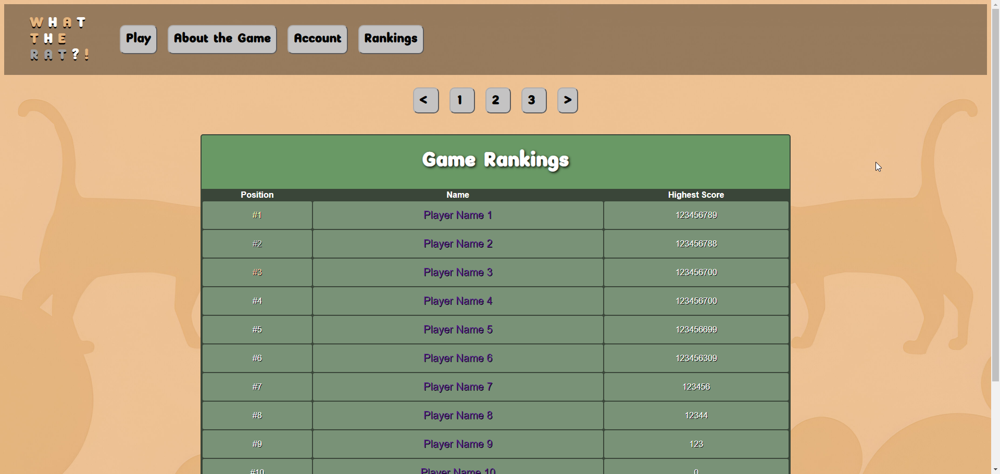 WHAT
THE
RAT?!
Play About the Game Account Rankings
< 1 2 3 >
Game Rankings
Position Name Highest Score
#1 Player Name 1 123456789
#2 Player Name 2 123456788
#3 Player Name 3 123456700
#4 Player Name 4 123456700
#5 Player Name 5 123456699
#6 Player Name 6 123456309
#7 Player Name 7 123456
#8 Player Name 8 12344
#9 Player Name 9 123
#10 Player Name 10 0